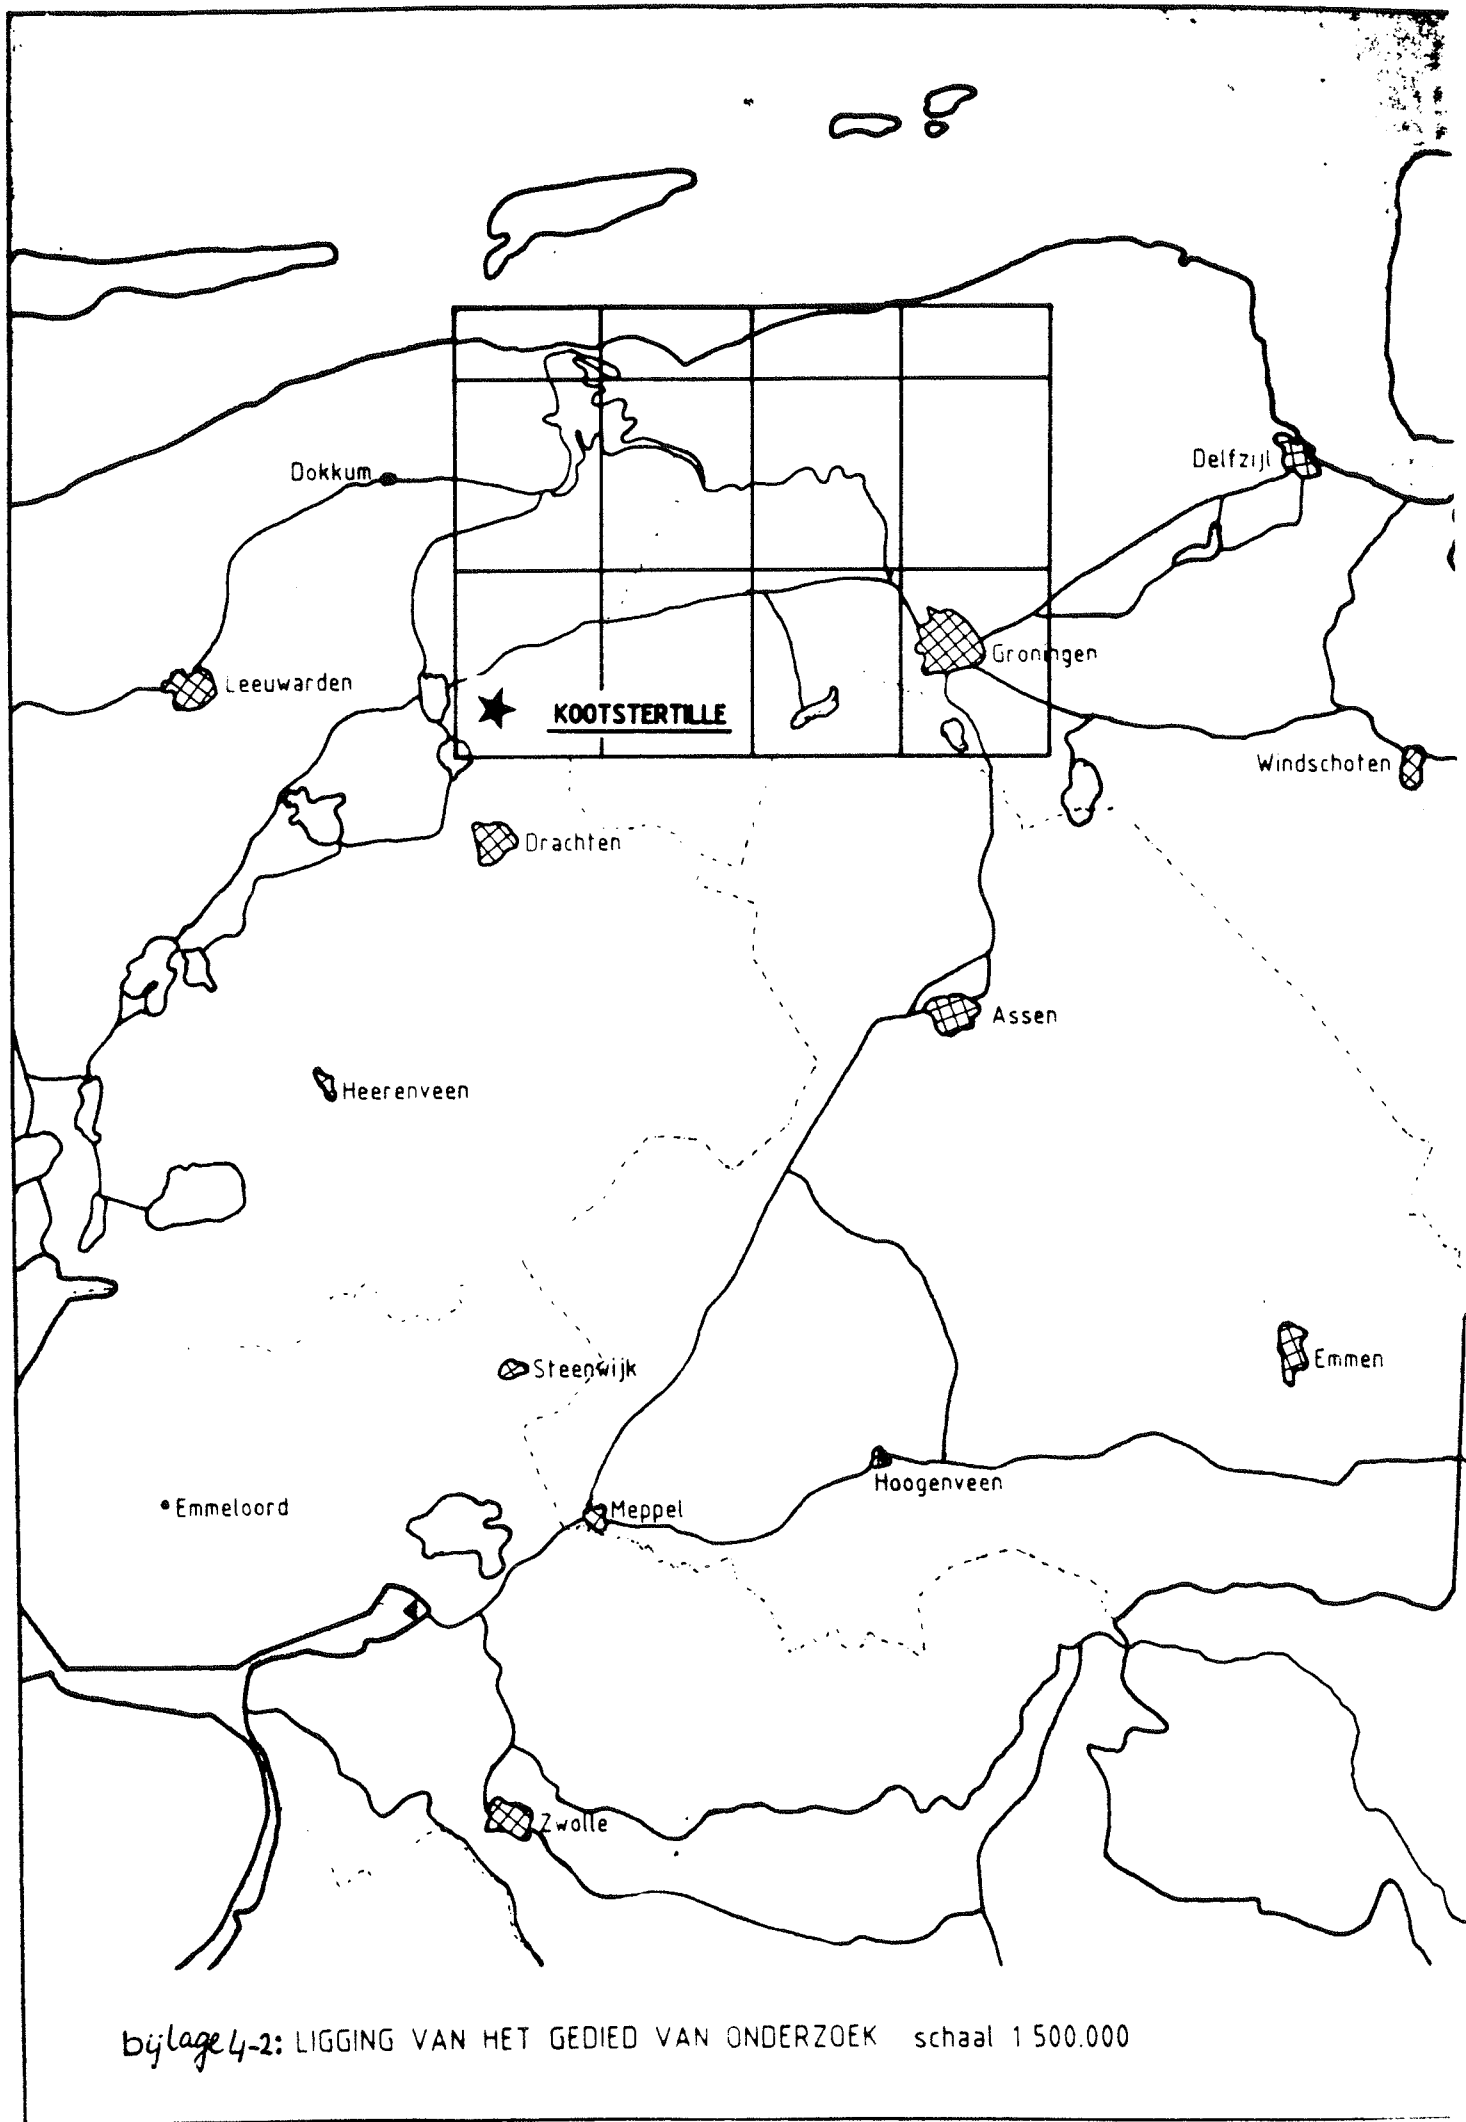 Dokkum
Delfzijl
Groningen
Leeuwarden
KOOTSTERTILLE
Windschoten
Drachten
Assen
Heerenveen
Steenwijk
Emmen
Hoogenveen
Emmeloord
Meppel
Zwolle
bijlage 4-2: LIGGING VAN HET GEDIED VAN ONDERZOEK schaal 1 500.000